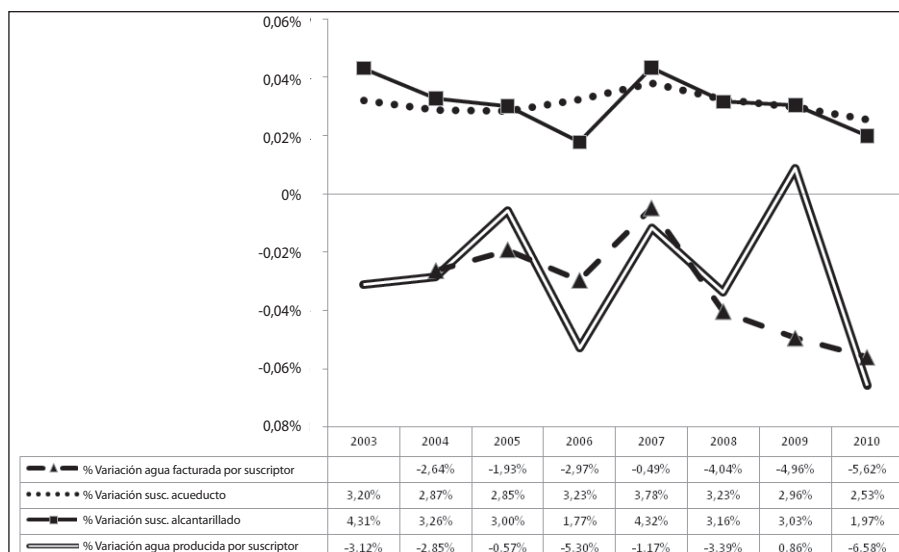 0,06%
0,04%
0,02%
0%
-0,02%
-0,04%
-0,06%
0,08%
2003 2004 2005 2006 2007 2008 2009 2010
% Variación agua facturada por suscriptor -2,64% -1,93% -2,97% -0,49% -4,04% -4,96% -5,62%
% Variación susc. acueducto 3,20% 2,87% 2,85% 3,23% 3,78% 3,23% 2,96% 2,53%
% Variación susc. alcantarillado 4,31% 3,26% 3,00% 1,77% 4,32% 3,16% 3,03% 1,97%
% Variación agua producida por suscriptor -3,12% -2,85% -0,57% -5,30% -1,17% -3,39% 0,86% -6,58%